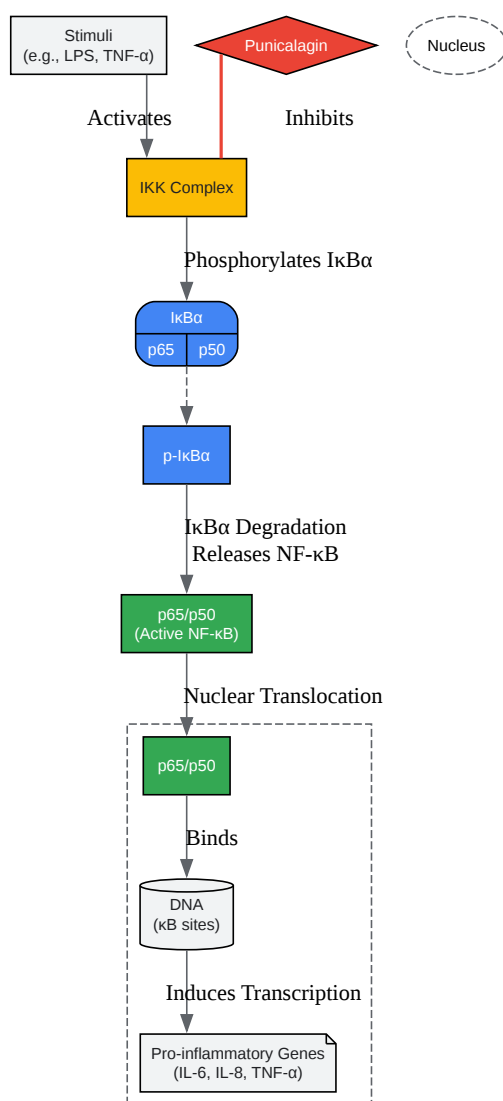 Stimuli
(e.g., LPS, TNF-α)
Punicalagin
Nucleus
Activates
Inhibits
IKK Complex
Phosphorylates IκBα
IκBα
p65
p50
p-IκBα
IκBα Degradation
Releases NF-κB
p65/p50
(Active NF-κB)
Nuclear Translocation
p65/p50
Binds
DNA
(κB sites)
Induces Transcription
Pro-inflammatory Genes
(IL-6, IL-8, TNF-α)